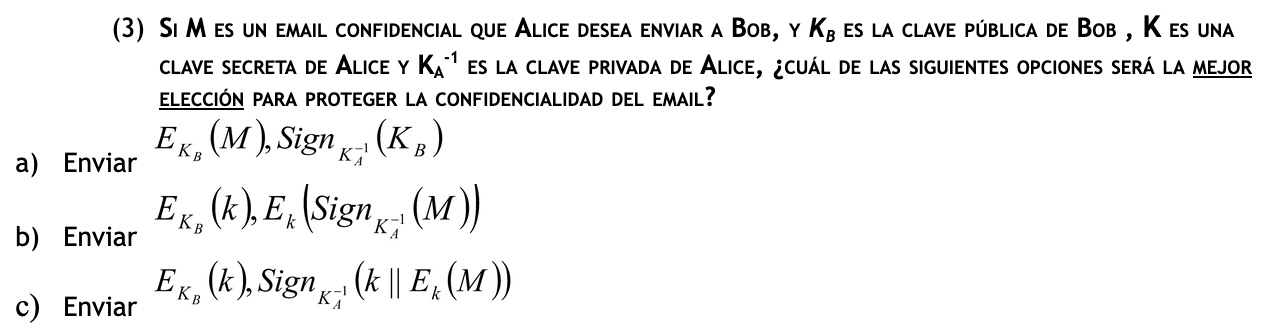 (3) SI M ES UN EMAIL CONFIDENCIAL QUE ALICE DESEA ENVIAR A BOB, Y K_B ES LA CLAVE PÚBLICA DE BOB , K ES UNA
CLAVE SECRETA DE ALICE Y K_A^-1 ES LA CLAVE PRIVADA DE ALICE, ¿CUÁL DE LAS SIGUIENTES OPCIONES SERÁ LA MEJOR
ELECCIÓN PARA PROTEGER LA CONFIDENCIALIDAD DEL EMAIL?
a) Enviar E_{K_B}(M), Sign_{K_A^{-1}}(K_B)
b) Enviar E_{K_B}(k), E_k(Sign_{K_A^{-1}}(M))
c) Enviar E_{K_B}(k), Sign_{K_A^{-1}}(k || E_k(M))